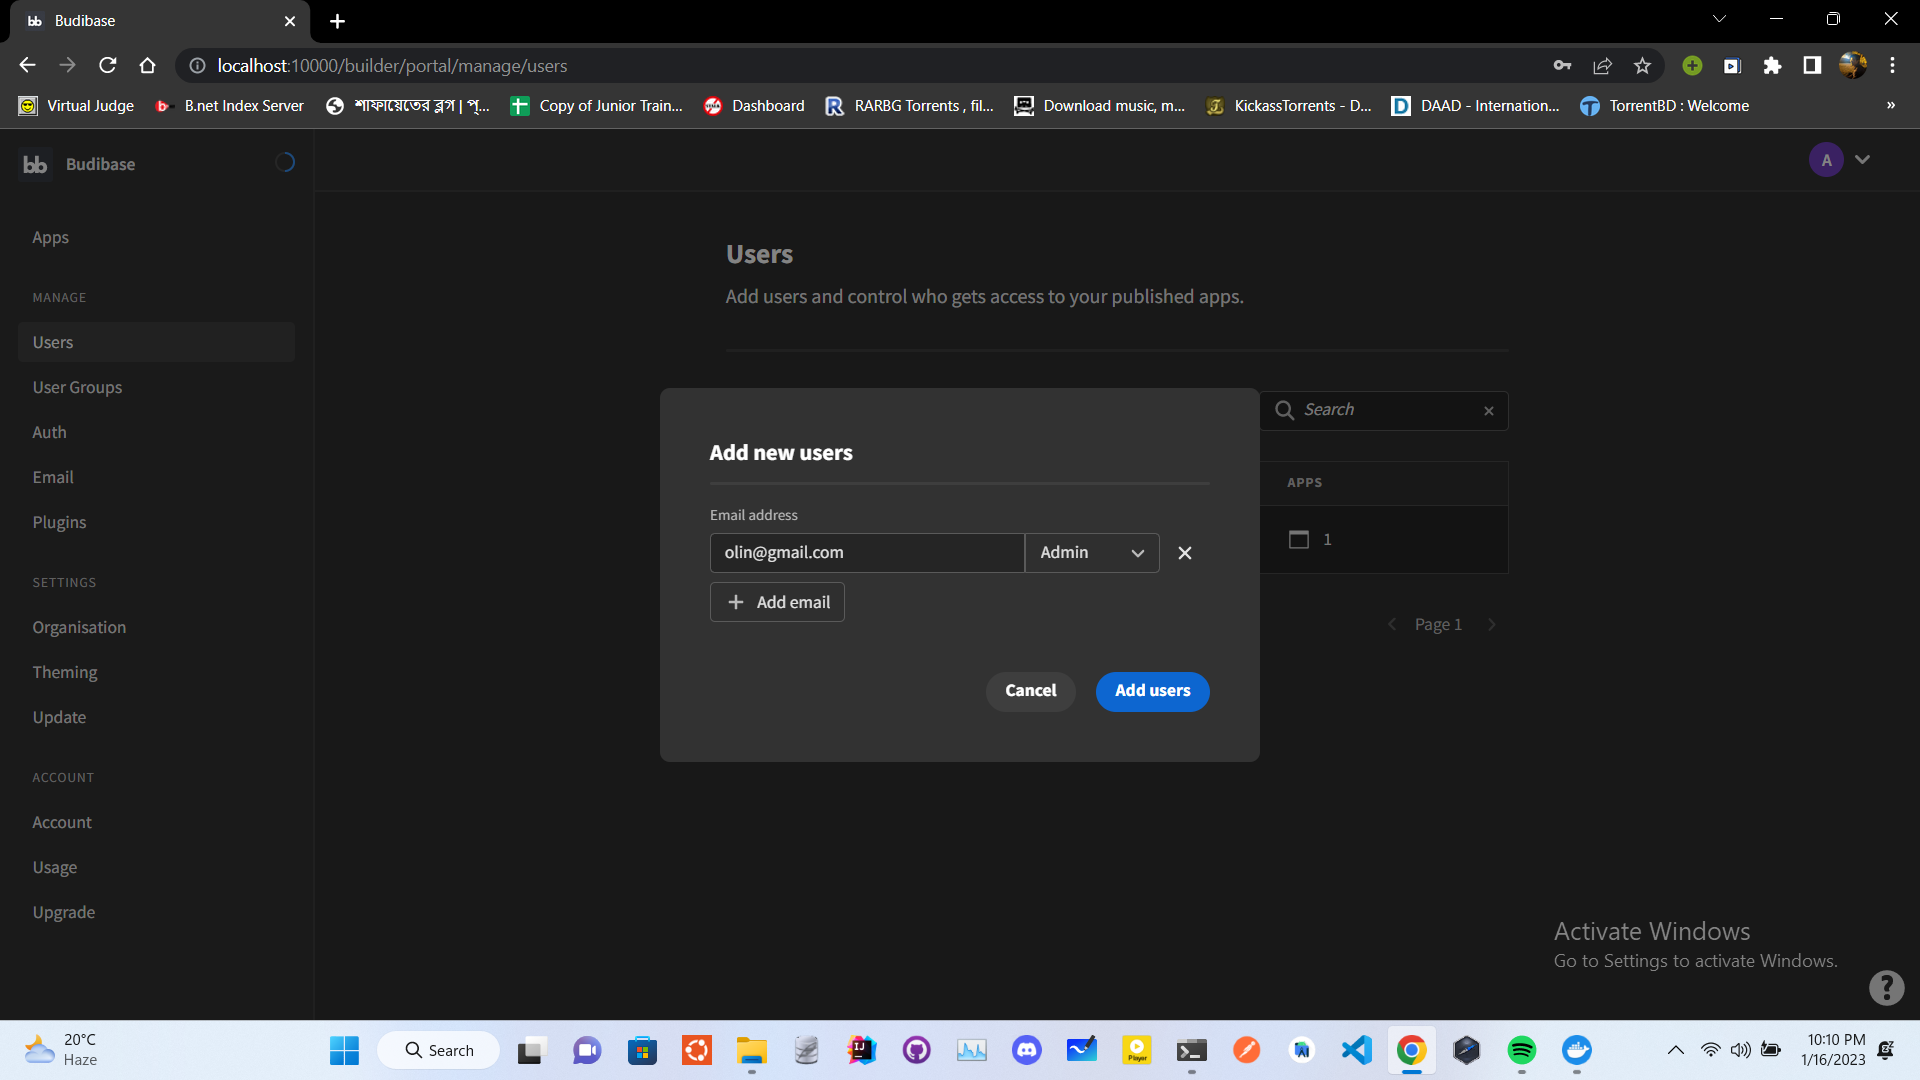 bb Budibase
localhost:10000/builder/portal/manage/users
Virtual Judge
b B.net Index Server
শাফায়েতের ব্লগ | প্...
Copy of Junior Train...
Dashboard
R RARBG Torrents , fil...
Download music, m...
KickassTorrents - D...
D DAAD - Internation...
T TorrentBD : Welcome
»
bb Budibase
A
Apps
MANAGE
Users
User Groups
Auth
Email
Plugins
SETTINGS
Organisation
Theming
Update
ACCOUNT
Account
Usage
Upgrade
Users
Add users and control who gets access to your published apps.
Search
APPS
1
Page 1
Add new users
Email address
olin@gmail.com
Admin
Add email
Cancel
Add users
Activate Windows
Go to Settings to activate Windows.
?
20°C
Haze
Search
IJ
Player
10:10 PM
1/16/2023